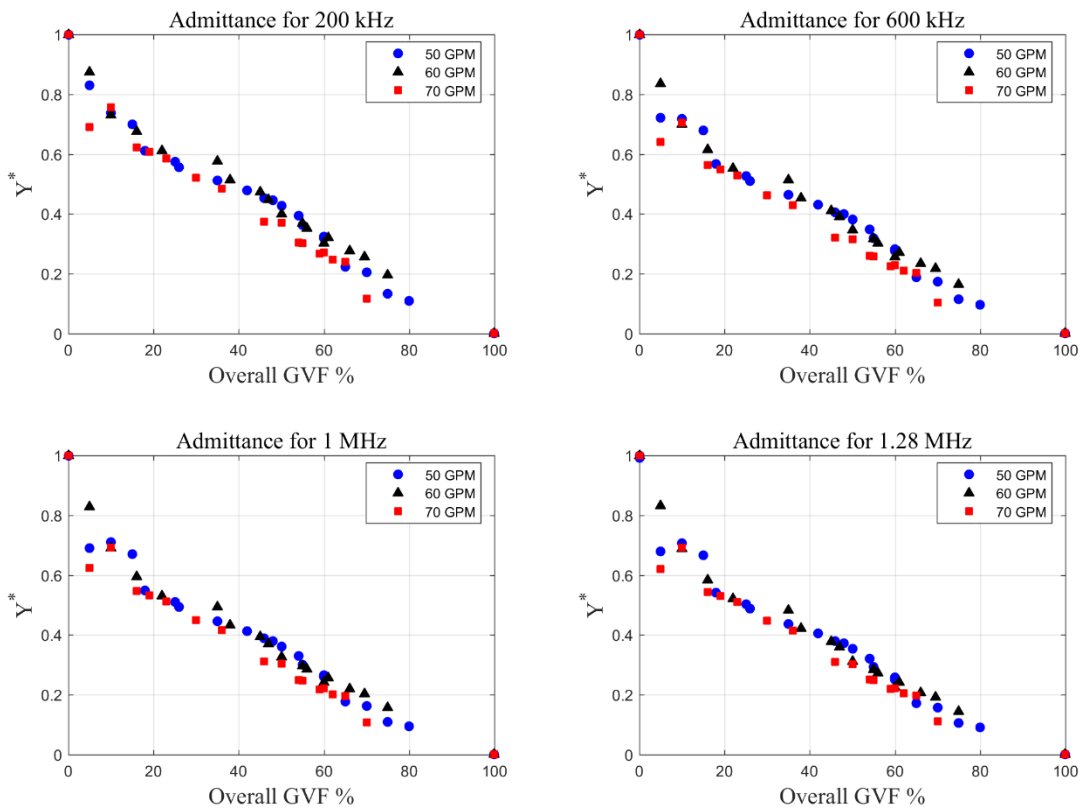 Admittance for 200 kHz
1
0.8
0.6
0.4
0.2
0
Y*
0 20 40 60 80 100
Overall GVF %
50 GPM
60 GPM
70 GPM
Admittance for 600 kHz
1
0.8
0.6
0.4
0.2
0
Y*
0 20 40 60 80 100
Overall GVF %
50 GPM
60 GPM
70 GPM
Admittance for 1 MHz
1
0.8
0.6
0.4
0.2
0
Y*
0 20 40 60 80 100
Overall GVF %
50 GPM
60 GPM
70 GPM
Admittance for 1.28 MHz
1
0.8
0.6
0.4
0.2
0
Y*
0 20 40 60 80 100
Overall GVF %
50 GPM
60 GPM
70 GPM